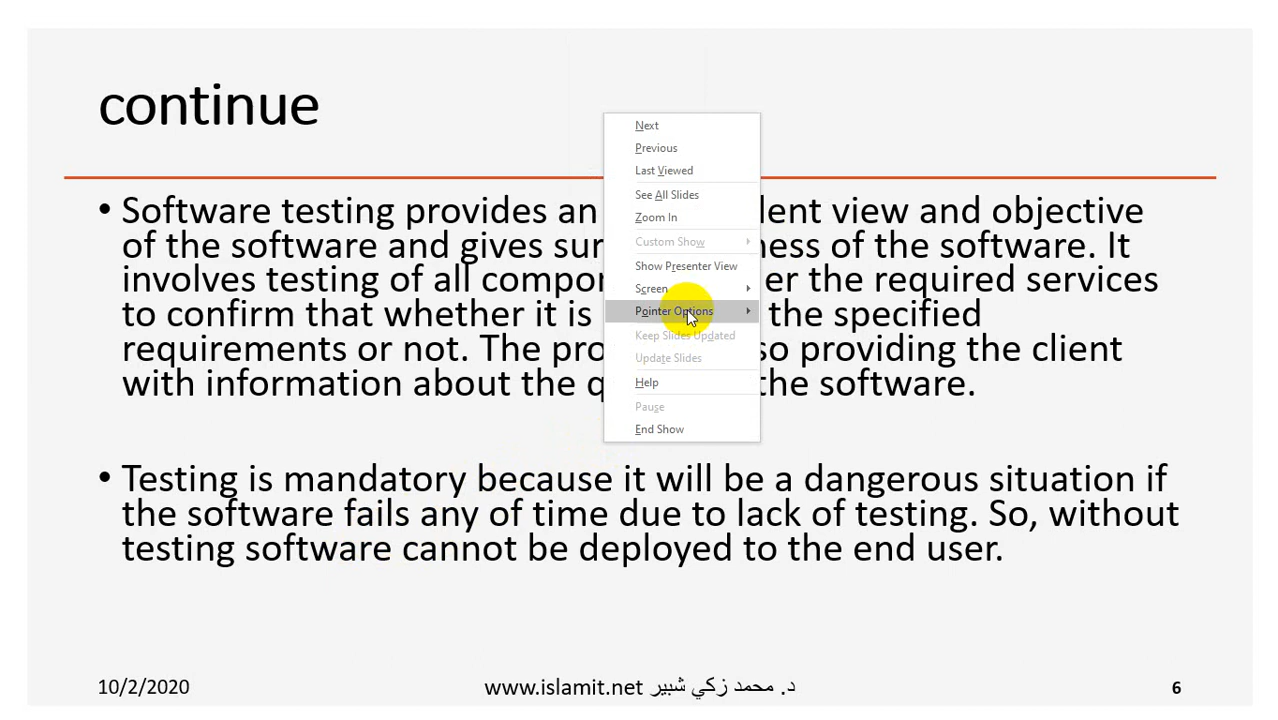 continue
• Software testing provides an lent view and objective
of the software and gives sur ness of the software. It
involves testing of all compor er the required services
to confirm that whether it is the specified
requirements or not. The pro so providing the client
with information about the q the software.
• Testing is mandatory because it will be a dangerous situation if
the software fails any of time due to lack of testing. So, without
testing software cannot be deployed to the end user.
Next
Previous
Last Viewed
See All Slides
Zoom In
Custom Show
Show Presenter View
Screen
Pointer Options
Keep Slides Updated
Update Slides
Help
Pause
End Show
10/2/2020
www.islamit.net د. محمد زكي شبير
6